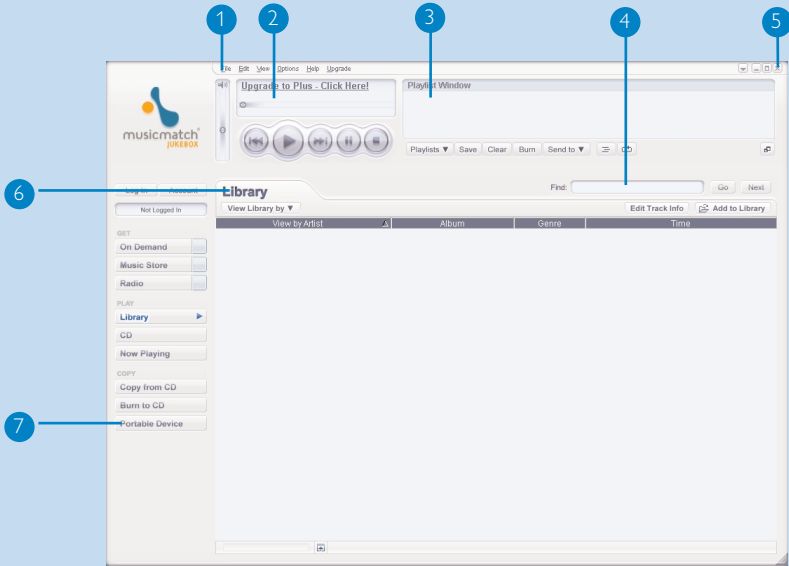 1
2
3
4
5
File Edit View Options Help Upgrade
Upgrade to Plus - Click Here!
Playlist Window
musicmatch
JUKEBOX
Playlists ▼ Save Clear Burn Send to ▼
6
Log In Account
Library
Find: Go Next
Not Logged In
View Library by ▼ Edit Track Info Add to Library
View by Artist Album Genre Time
GET
On Demand
Music Store
Radio
PLAY
Library
CD
Now Playing
COPY
Copy from CD
Burn to CD
7
Portable Device